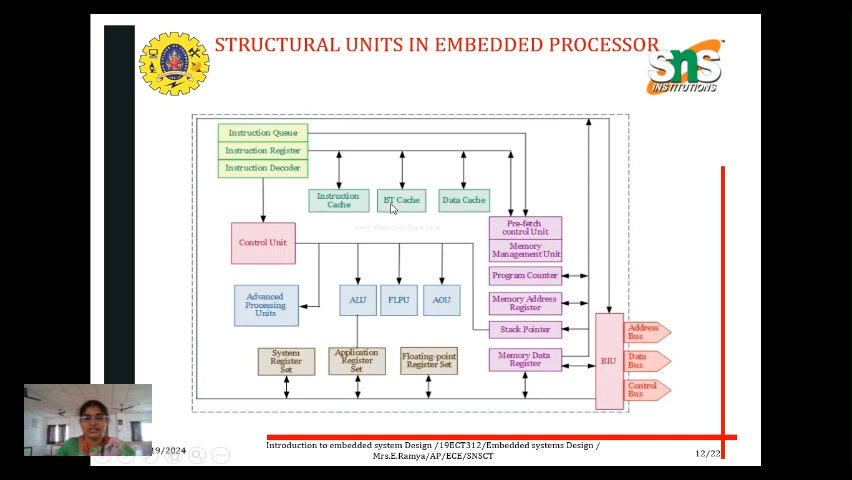 STRUCTURAL UNITS IN EMBEDDED PROCESSOR
SNS
INSTITUTIONS
Instruction Queue
Instruction Register
Instruction Decoder
Instruction
Cache
BT Cache
Data Cache
Pre-fetch
control Unit
Memory
Management Unit
Control Unit
Program Counter
Advanced
Processing
Units
ALU
FLPU
AOU
Memory Address
Register
Stack Pointer
System
Register
Set
Application
Register
Set
Floating-point
Register Set
Memory Data
Register
BIU
Address
Bus
Data
Bus
Control
Bus
19/2024
Introduction to embedded system Design /19ECT312/Embedded systems Design /
Mrs.E.Ramya/AP/ECE/SNSCT
12/22